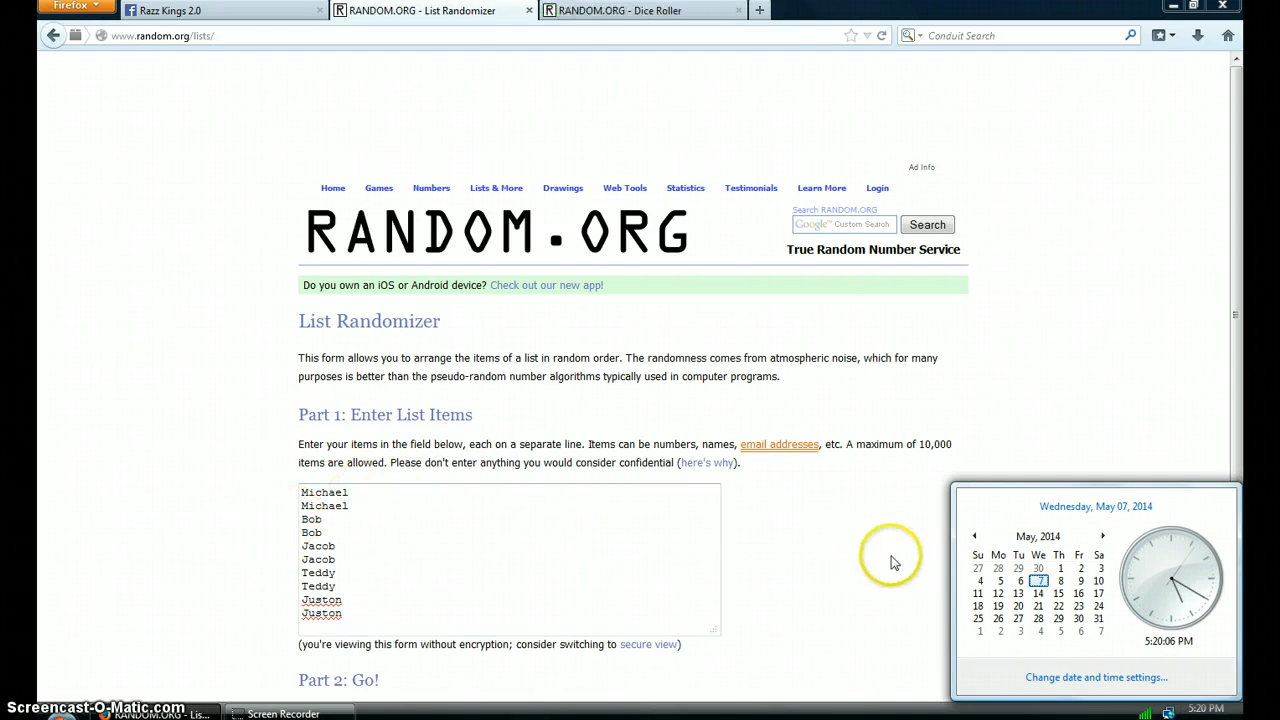 Firefox
Razz Kings 2.0
RANDOM.ORG - List Randomizer
RANDOM.ORG - Dice Roller
www.random.org/lists/
Conduit Search
Ad Info
Home Games Numbers Lists & More Drawings Web Tools Statistics Testimonials Learn More Login
Search RANDOM.ORG
RANDOM.ORG
Google™ Custom Search Search
True Random Number Service
Do you own an iOS or Android device? Check out our new app!
List Randomizer
This form allows you to arrange the items of a list in random order. The randomness comes from atmospheric noise, which for many
purposes is better than the pseudo-random number algorithms typically used in computer programs.
Part 1: Enter List Items
Enter your items in the field below, each on a separate line. Items can be numbers, names, email addresses, etc. A maximum of 10,000
items are allowed. Please don't enter anything you would consider confidential (here's why).
Michael
Michael
Bob
Bob
Jacob
Jacob
Teddy
Teddy
Juston
Juston
(you're viewing this form without encryption; consider switching to secure view)
Part 2: Go!
Wednesday, May 07, 2014
May, 2014
Su Mo Tu We Th Fr Sa
27 28 29 30 1 2 3
4 5 6 7 8 9 10
11 12 13 14 15 16 17
18 19 20 21 22 23 24
25 26 27 28 29 30 31
1 2 3 4 5 6 7
5:20:06 PM
Change date and time settings...
Screencast-O-Matic.com
RANDOM.ORG - Lis...
Screen Recorder
5:20 PM